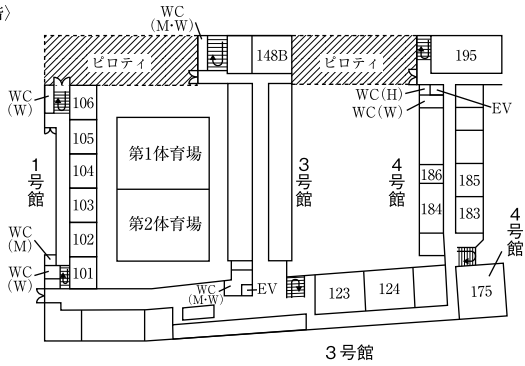 階〉
WC
(M・W)
ピロティ
148B
ピロティ
195
WC
(W)
106
WC(H)
EV
WC(W)
105
第1体育場
104
1号館
3号館
4号館
186
185
103
184
183
第2体育場
WC
(M)
102
4号館
WC
(W)
101
WC
(M・W)
EV
123
124
175
3号館